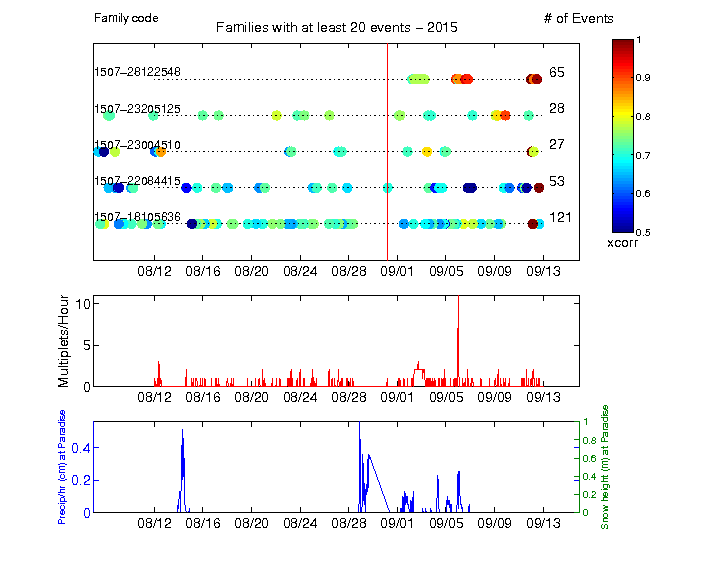 Family code
# of Events
Families with at least 20 events – 2015
1507–28122548
65
1507–23205125
28
1507–23004510
27
1507–22084415
53
1507–18105636
121
08/12 08/16 08/20 08/24 08/28 09/01 09/05 09/09 09/13
1
0.9
0.8
0.7
0.6
0.5
xcorr
Multiplets/Hour
10
5
0
08/12 08/16 08/20 08/24 08/28 09/01 09/05 09/09 09/13
Precip/hr (cm) at Paradise
0.4
0.2
0
1
0.8
0.6
0.4
0.2
0
Snow height (m) at Paradise
08/12 08/16 08/20 08/24 08/28 09/01 09/05 09/09 09/13